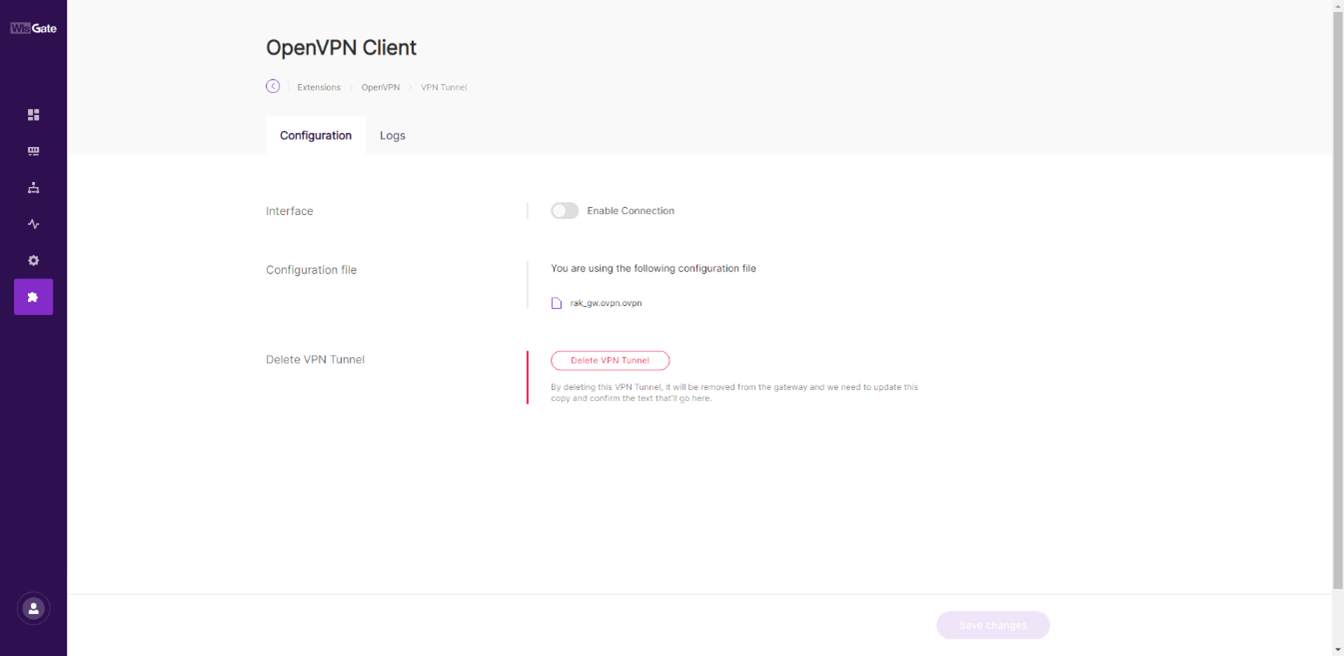 WisGate
OpenVPN Client
Extensions OpenVPN VPN Tunnel
Configuration Logs
Interface
Enable Connection
Configuration file
You are using the following configuration file
rak_gw.ovpn.ovpn
Delete VPN Tunnel
Delete VPN Tunnel
By deleting this VPN Tunnel, it will be removed from the gateway and we need to update this
copy and confirm the text that'll go here.
Save changes